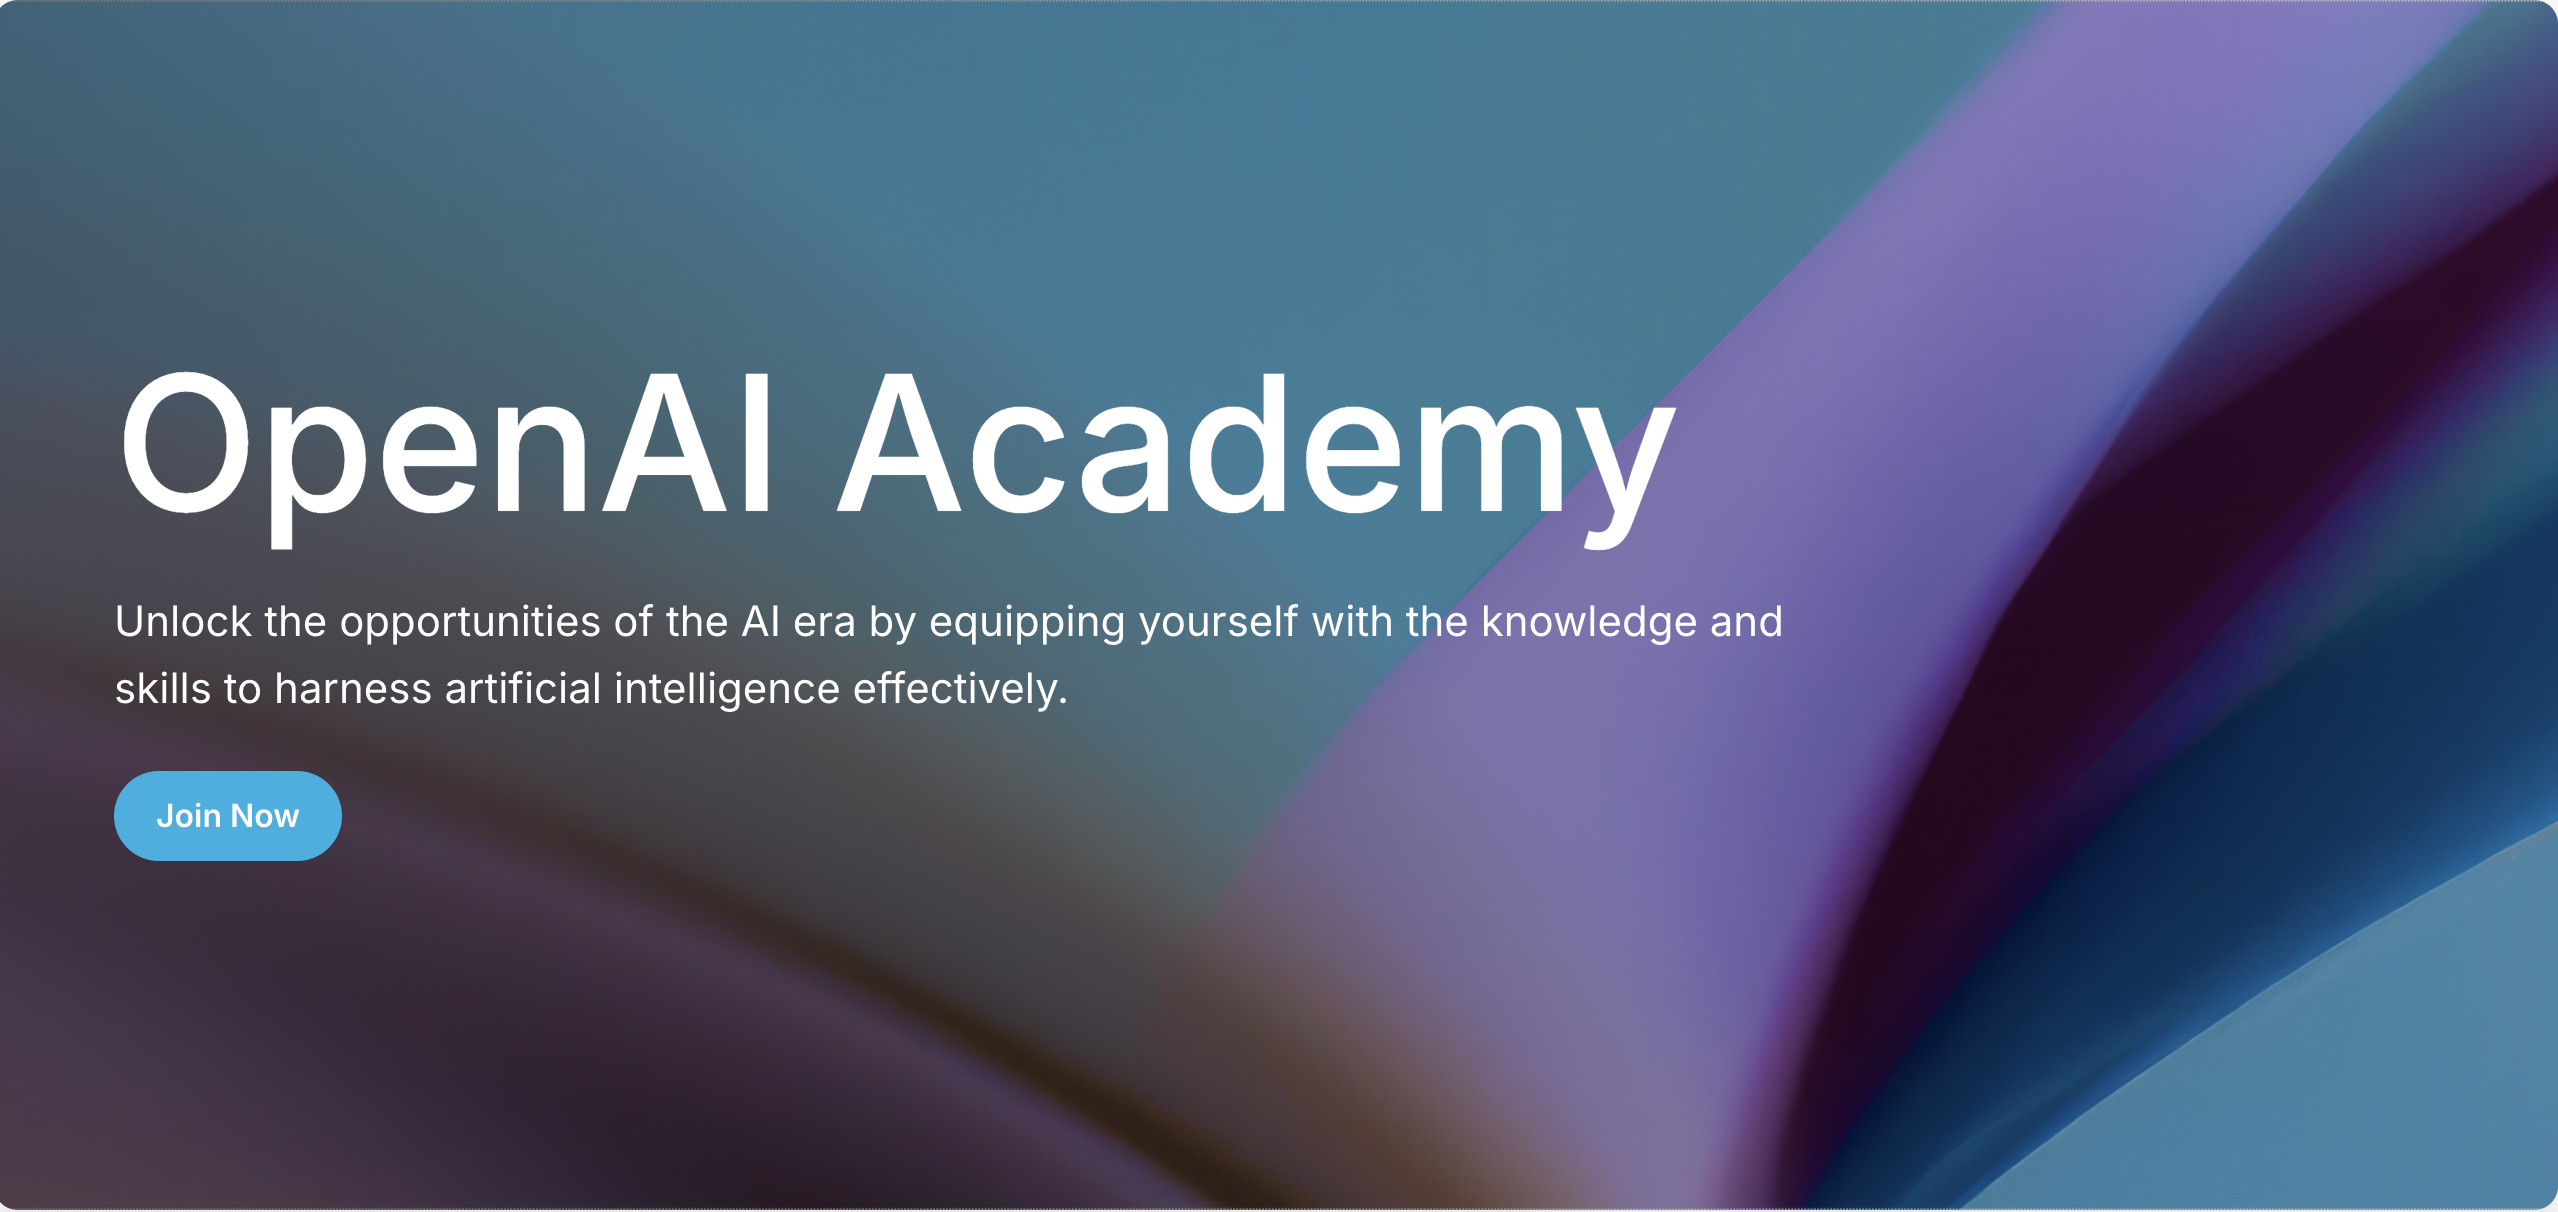 OpenAI Academy
Unlock the opportunities of the AI era by equipping yourself with the knowledge and
skills to harness artificial intelligence effectively.
Join Now